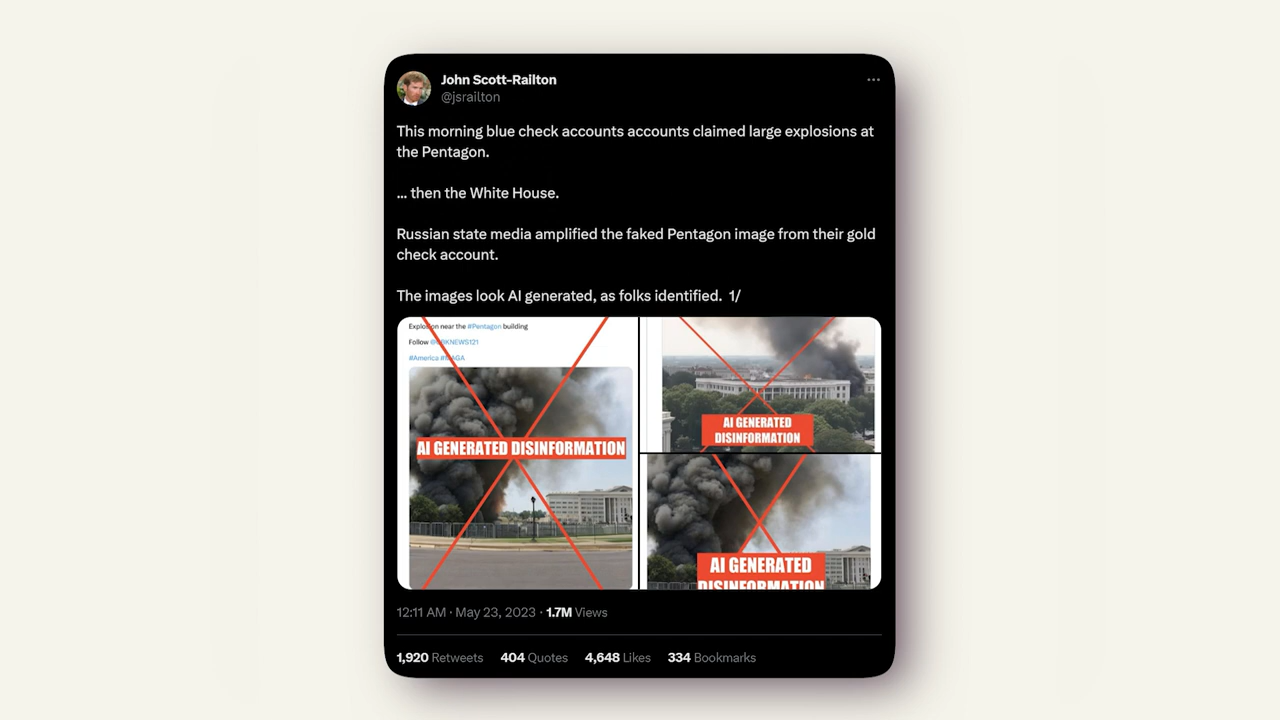 John Scott-Railton
@jsrailton
This morning blue check accounts accounts claimed large explosions at
the Pentagon.
... then the White House.
Russian state media amplified the faked Pentagon image from their gold
check account.
The images look AI generated, as folks identified. 1/
Explosion near the #Pentagon building
Follow
#America
AI GENERATED DISINFORMATION
AI GENERATED
DISINFORMATION
AI GENERATED
DISINFORMATION
12:11 AM · May 23, 2023 · 1.7M Views
1,920 Retweets 404 Quotes 4,648 Likes 334 Bookmarks